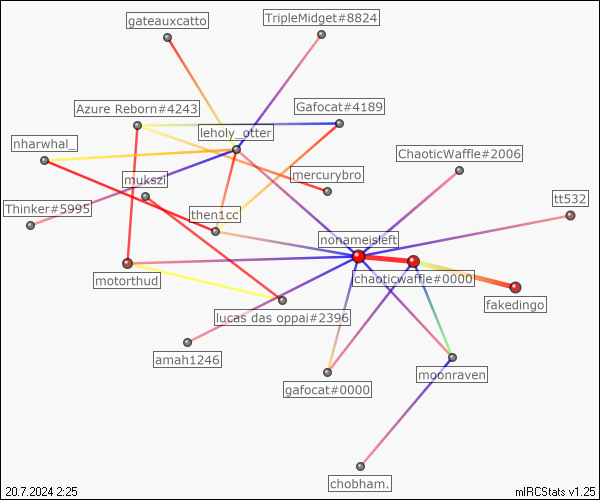 TripleMidget#8824
gateauxcatto
Azure Reborn#4243
Gafocat#4189
leholy_otter
nharwhal_
ChaoticWaffle#2006
mercurybro
mukszi
tt532
Thinker#5995
then1cc
nonameisleft
motorthud
chaoticwaffle#0000
fakedingo
lucas das oppai#2396
amah1246
moonraven
gafocat#0000
chobham.
20.7.2024 2:25
mIRCStats v1.25